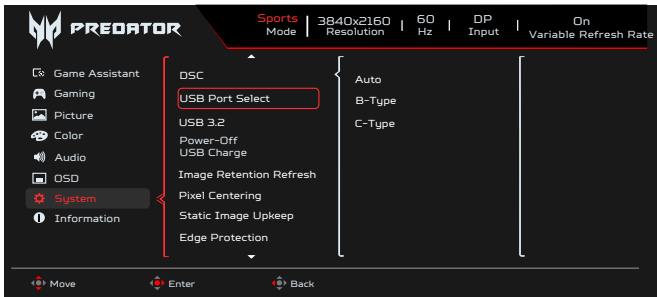 PREDATOR
Sports Mode
3840x2160 Resolution
60 Hz
DP Input
On Variable Refresh Rate
Game Assistant
Gaming
Picture
Color
Audio
OSD
System
Information
DSC
USB Port Select
USB 3.2
Power-Off
USB Charge
Image Retention Refresh
Pixel Centering
Static Image Upkeep
Edge Protection
Auto
B-Type
C-Type
Move
Enter
Back